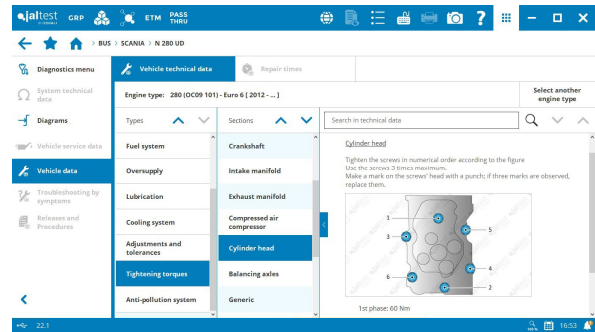 jaltest GRP ETM PASS THRU ?
BUS > SCANIA > N 280 UD
Diagnostics menu
System technical data
Diagrams
Vehicle service data
Vehicle data
Troubleshooting by symptoms
Releases and Procedures
Vehicle technical data
Repair times
Engine type: 280 (OC09 101) - Euro 6 [ 2012 - ... ]
Select another engine type
Types
Fuel system
Oversupply
Lubrication
Cooling system
Adjustments and tolerances
Tightening torques
Anti-pollution system
Sections
Crankshaft
Intake manifold
Exhaust manifold
Compressed air compressor
Cylinder head
Balancing axles
Generic
Search in technical data
Cylinder head
Tighten the screws in numerical order according to the figure
Use the screws 3 times maximum.
Make a mark on the screws' head with a punch; if three marks are observed,
replace them.
1
3
5
4
6
2
1st phase: 60 Nm
22.1
100 %
16:53